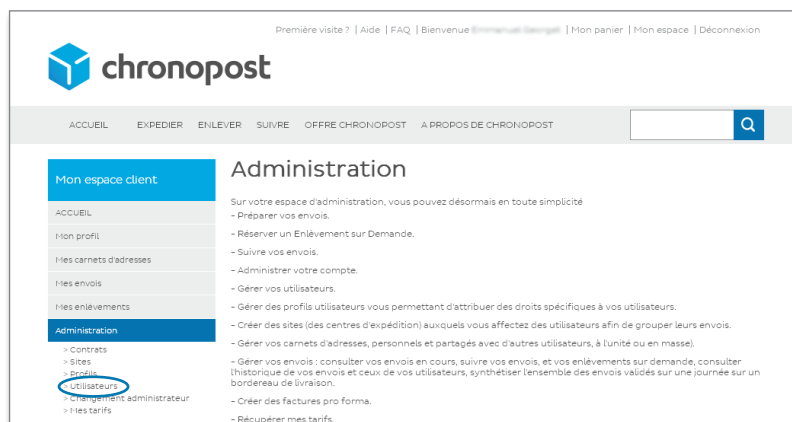 Première visite ? | Aide | FAQ | Bienvenue | Mon panier | Mon espace | Déconnexion
chronopost
ACCUEIL EXPEDIER ENLEVER SUIVRE OFFRE CHRONOPOST A PROPOS DE CHRONOPOST
Mon espace client
ACCUEIL
Mon profil
Mes carnets d'adresses
Mes envois
Mes enlèvements
Administration
> Contrats
> Sites
> Profils
> Utilisateurs
> Changement administrateur
> Mes tarifs
Administration
Sur votre espace d'administration, vous pouvez désormais en toute simplicité
- Préparer vos envois.
- Réserver un Enlèvement sur Demande.
- Suivre vos envois.
- Administrer votre compte.
- Gérer vos utilisateurs.
- Gérer des profils utilisateurs vous permettant d'attribuer des droits spécifiques à vos utilisateurs.
- Créer des sites (des centres d'expédition) auxquels vous affectez des utilisateurs afin de grouper leurs envois.
- Gérer vos carnets d'adresses, personnels et partagés avec d'autres utilisateurs, à l'unité ou en masse).
- Gérer vos envois : consulter vos envois en cours, suivre vos envois, et vos enlèvements sur demande, consulter
l'historique de vos envois et ceux de vos utilisateurs, synthétiser l'ensemble des envois validés sur une journée sur un
bordereau de livraison.
- Créer des factures pro forma.
- Récupérer mes tarifs.